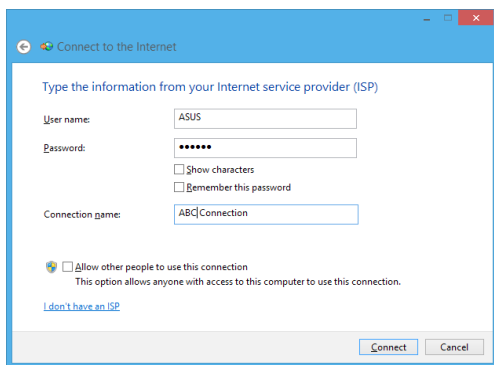 Connect to the Internet
Type the information from your Internet service provider (ISP)
User name: ASUS
Password: ••••••
Show characters
Remember this password
Connection name: ABC Connection
Allow other people to use this connection
This option allows anyone with access to this computer to use this connection.
I don't have an ISP
Connect Cancel